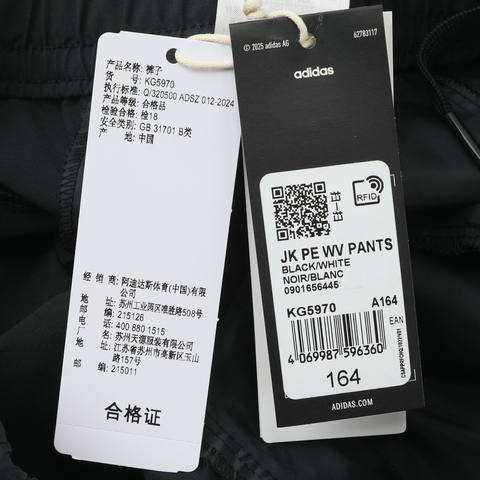 产品名称: 裤子
货　　号: KG5970
执行标准: Q/320500 ADSZ 012-2024
产品等级: 合格品
检验合格: 检18
安全类别: GB 31701 B类
产　　地: 中国
经 销 商: 阿迪达斯体育(中国)有限
公司
地　　址: 苏州工业园区唯胜路508号
邮　　编: 215126
电　　话: 400 880 1515
厂　　名: 苏州天源服装有限公司
地　　址: 江苏省苏州市高新区玉山
路157号
邮　　编: 215011
合格证
© 2025 adidas AG
62783117
adidas
RFID
JK PE WV PANTS
BLACK/WHITE
NOIR/BLANC
0901656445
KG5970 A164
EAN
4 069987 596360
164
ADIDAS.COM